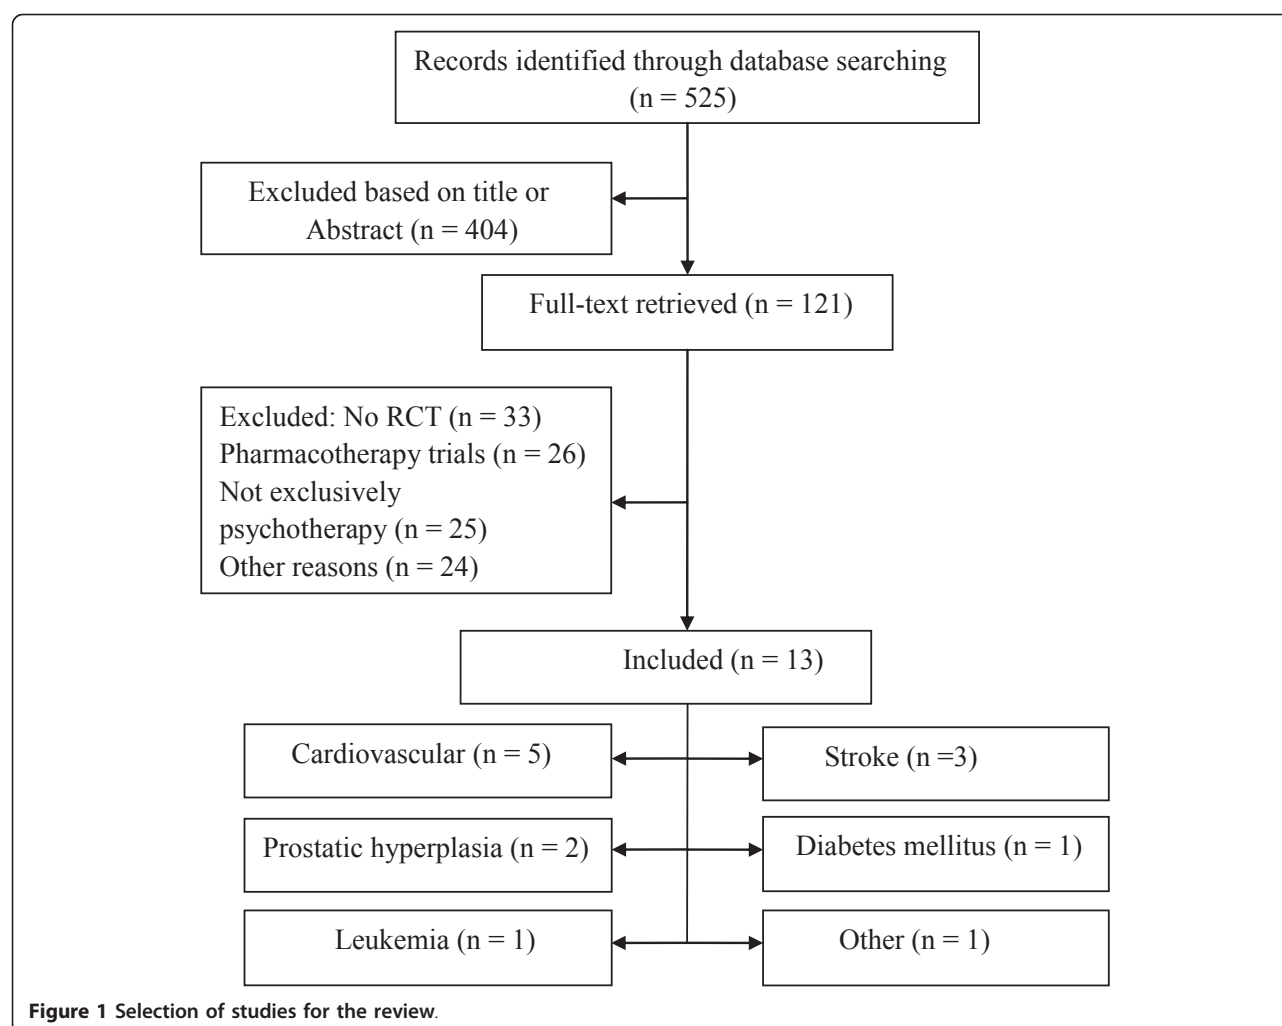 Records identified through database searching
(n = 525)
Excluded based on title or
Abstract (n = 404)
Full-text retrieved (n = 121)
Excluded: No RCT (n = 33)
Pharmacotherapy trials (n = 26)
Not exclusively
psychotherapy (n = 25)
Other reasons (n = 24)
Included (n = 13)
Cardiovascular (n = 5)
Stroke (n =3)
Prostatic hyperplasia (n = 2)
Diabetes mellitus (n = 1)
Leukemia (n = 1)
Other (n = 1)
Figure 1 Selection of studies for the review.